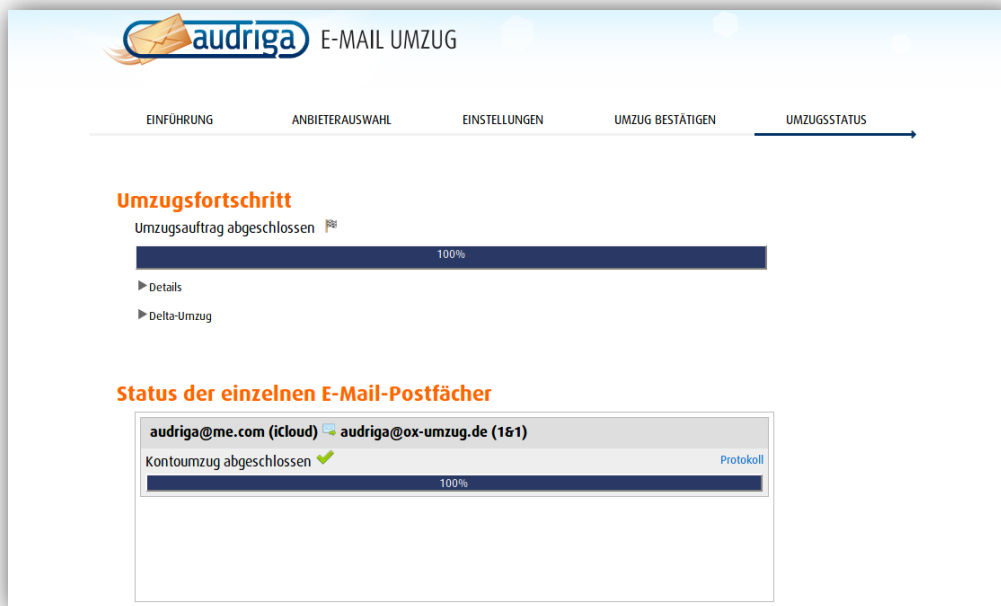 audriga E-MAIL UMZUG
EINFÜHRUNG ANBIETERAUSWAHL EINSTELLUNGEN UMZUG BESTÄTIGEN UMZUGSSTATUS
Umzugsfortschritt
Umzugsauftrag abgeschlossen
100%
Details
Delta-Umzug
Status der einzelnen E-Mail-Postfächer
audriga@me.com (iCloud) audriga@ox-umzug.de (1&1)
Kontoumzug abgeschlossen Protokoll
100%